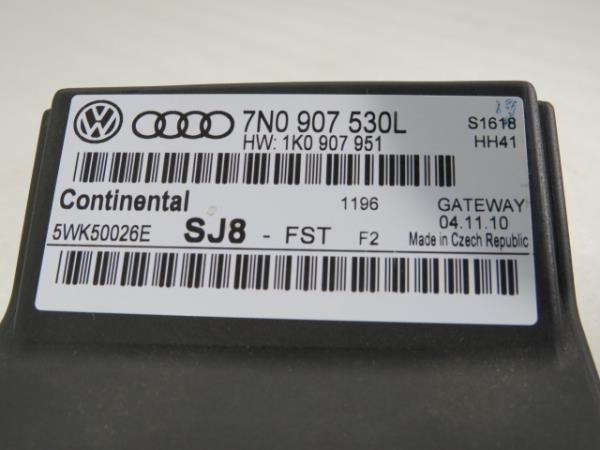 7N0 907 530L S1618
HW: 1K0 907 951 HH41
Continental 1196 GATEWAY
04.11.10
5WK50026E SJ8 - FST F2 Made in Czech Republic